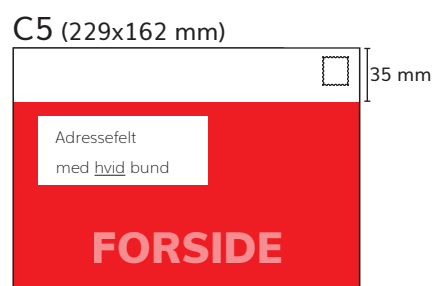 C5 (229x162 mm)
35 mm
Adressefelt
med hvid bund
FORSIDE